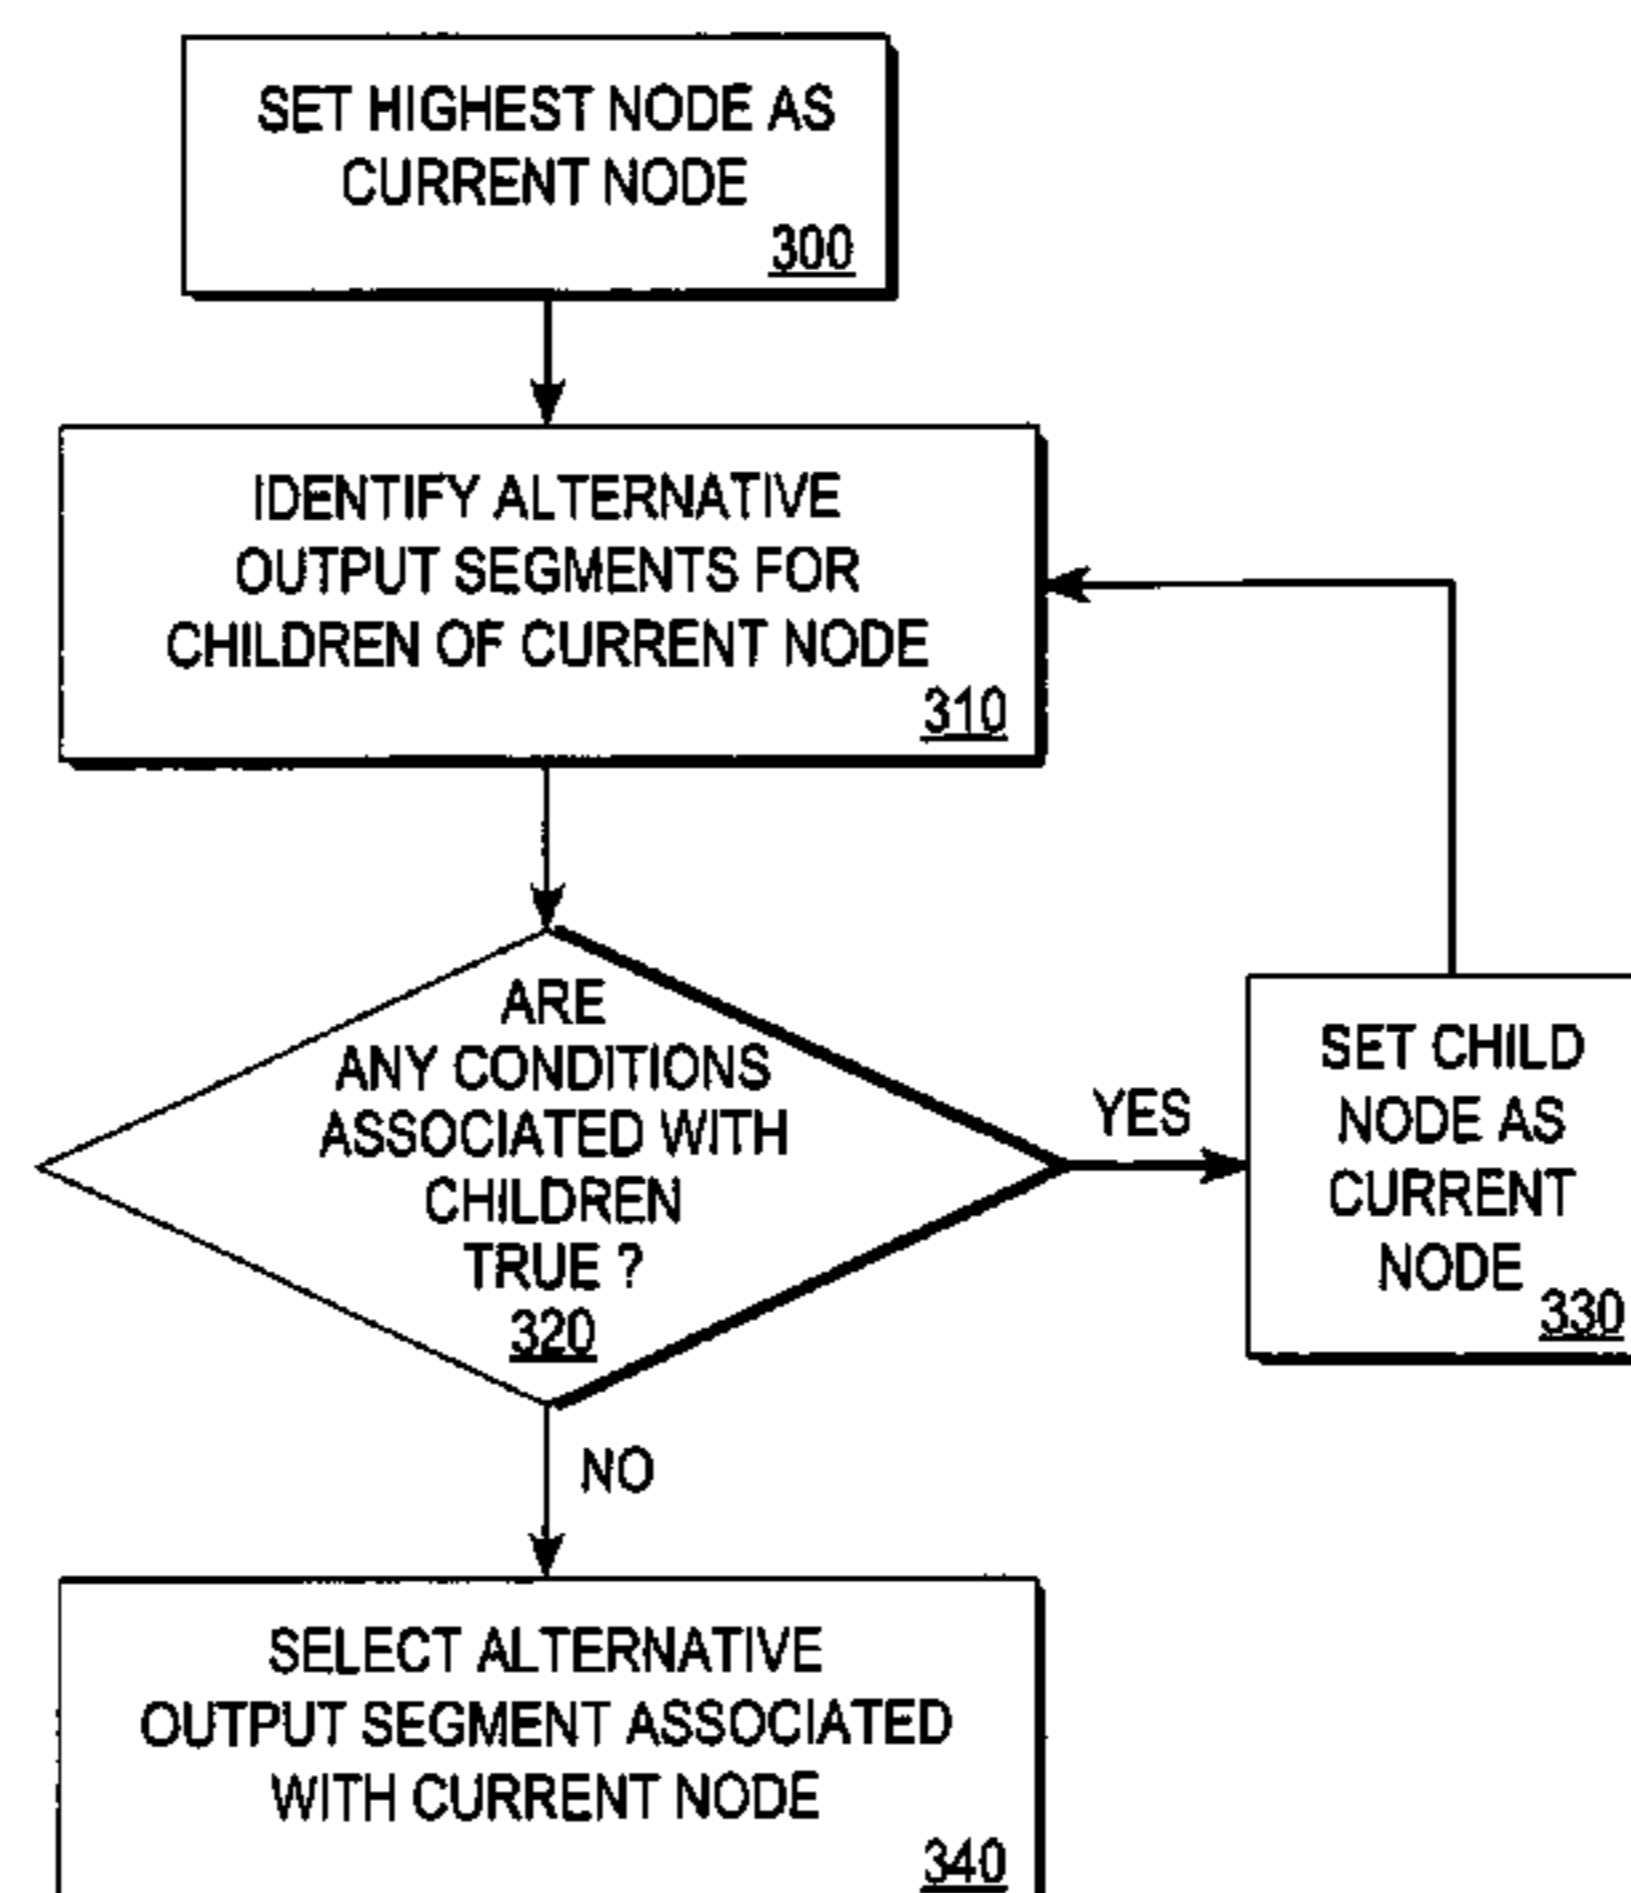 SET HIGHEST NODE AS
CURRENT NODE
300
IDENTIFY ALTERNATIVE
OUTPUT SEGMENTS FOR
CHILDREN OF CURRENT NODE
310
ARE
ANY CONDITIONS
ASSOCIATED WITH
CHILDREN
TRUE ?
320
YES
SET CHILD
NODE AS
CURRENT
NODE
330
NO
SELECT ALTERNATIVE
OUTPUT SEGMENT ASSOCIATED
WITH CURRENT NODE
340